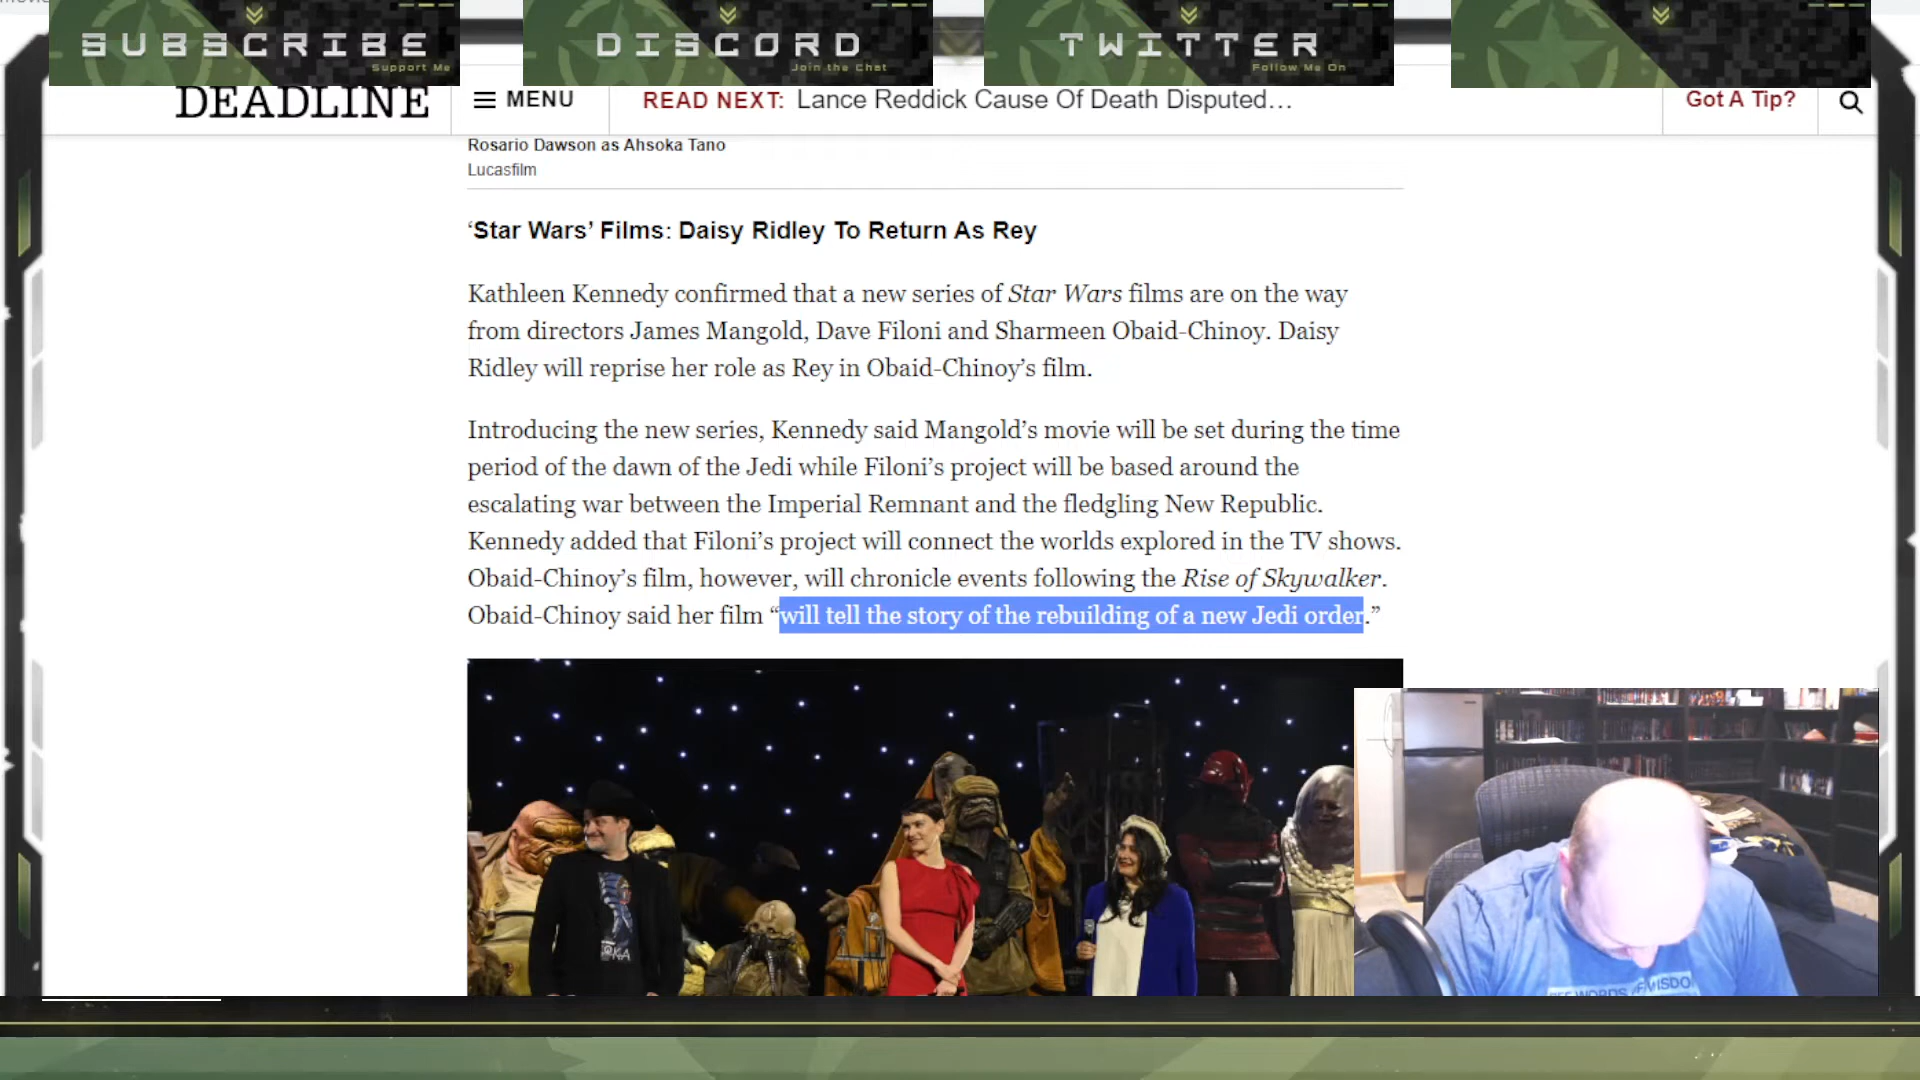 SUBSCRIBE
Support Me
DISCORD
Join the Chat
TWITTER
Follow Me On
DEADLINE
MENU
READ NEXT: Lance Reddick Cause Of Death Disputed…
Got A Tip?
Rosario Dawson as Ahsoka Tano
Lucasfilm
‘Star Wars’ Films: Daisy Ridley To Return As Rey
Kathleen Kennedy confirmed that a new series of Star Wars films are on the way
from directors James Mangold, Dave Filoni and Sharmeen Obaid-Chinoy. Daisy
Ridley will reprise her role as Rey in Obaid-Chinoy’s film.
Introducing the new series, Kennedy said Mangold’s movie will be set during the time
period of the dawn of the Jedi while Filoni’s project will be based around the
escalating war between the Imperial Remnant and the fledgling New Republic.
Kennedy added that Filoni’s project will connect the worlds explored in the TV shows.
Obaid-Chinoy’s film, however, will chronicle events following the Rise of Skywalker.
Obaid-Chinoy said her film “will tell the story of the rebuilding of a new Jedi order.”
WORDS OF WISDO